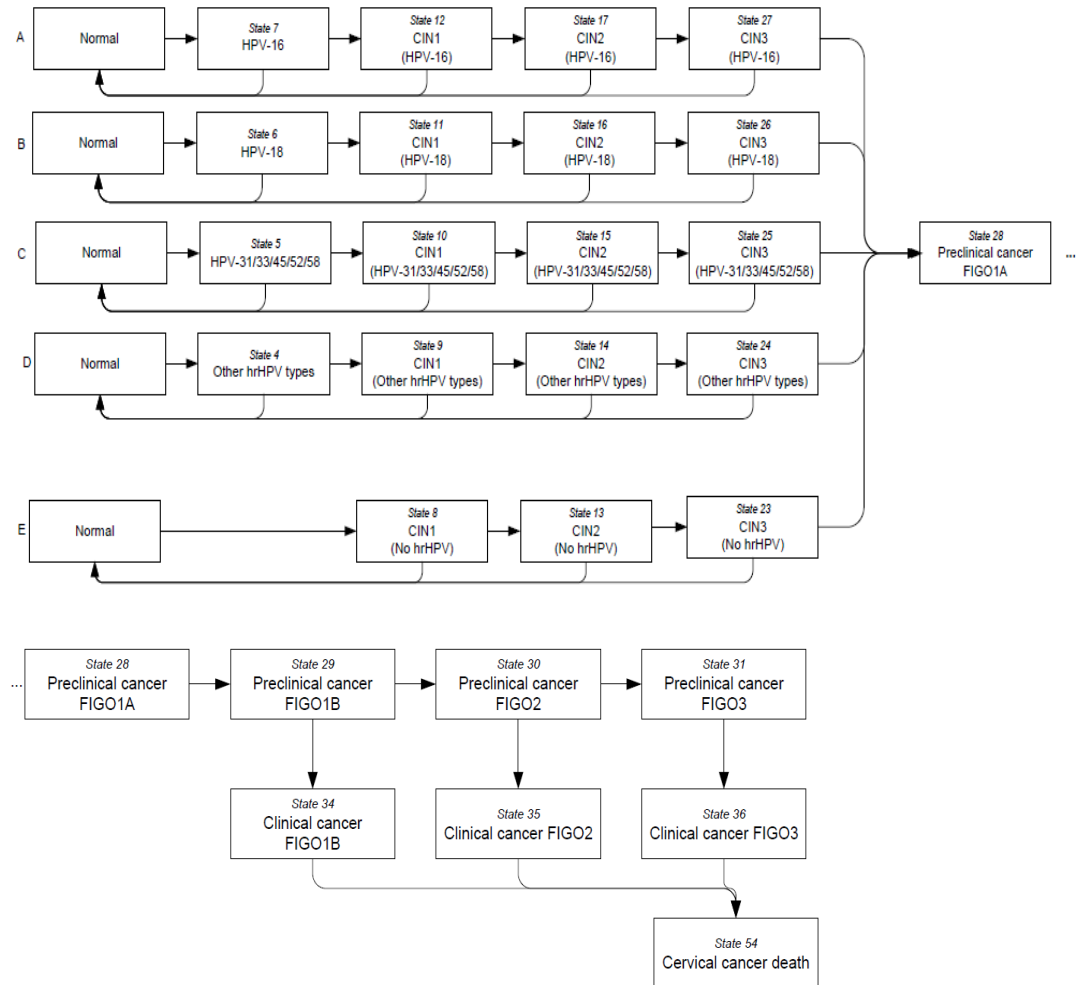 A
Normal
State 7
HPV-16
State 12
CIN1
(HPV-16)
State 17
CIN2
(HPV-16)
State 27
CIN3
(HPV-16)
B
Normal
State 6
HPV-18
State 11
CIN1
(HPV-18)
State 16
CIN2
(HPV-18)
State 26
CIN3
(HPV-18)
C
Normal
State 5
HPV-31/33/45/52/58
State 10
CIN1
(HPV-31/33/45/52/58)
State 15
CIN2
(HPV-31/33/45/52/58)
State 25
CIN3
(HPV-31/33/45/52/58)
State 28
Preclinical cancer
FIGO1A
...
D
Normal
State 4
Other hrHPV types
State 9
CIN1
(Other hrHPV types)
State 14
CIN2
(Other hrHPV types)
State 24
CIN3
(Other hrHPV types)
E
Normal
State 8
CIN1
(No hrHPV)
State 13
CIN2
(No hrHPV)
State 23
CIN3
(No hrHPV)
...
State 28
Preclinical cancer
FIGO1A
State 29
Preclinical cancer
FIGO1B
State 30
Preclinical cancer
FIGO2
State 31
Preclinical cancer
FIGO3
State 34
Clinical cancer
FIGO1B
State 35
Clinical cancer FIGO2
State 36
Clinical cancer FIGO3
State 54
Cervical cancer death